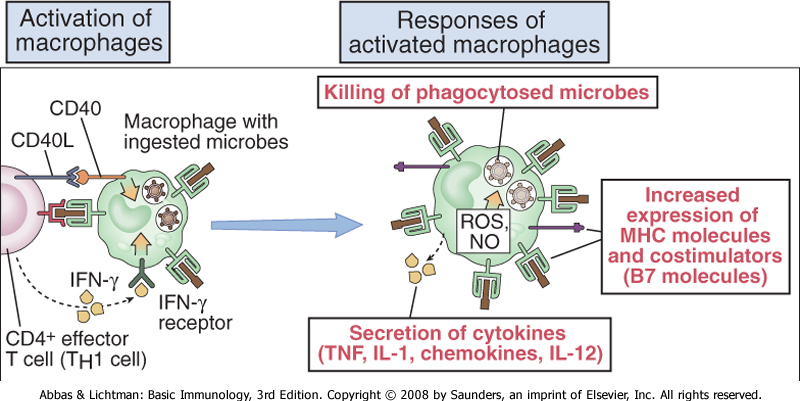 Activation of
macrophages
Responses of
activated macrophages
CD40
CD40L
Macrophage with
ingested microbes
IFN-γ
IFN-γ
receptor
CD4+ effector
T cell (TH1 cell)
Killing of phagocytosed microbes
ROS,
NO
Increased
expression of
MHC molecules
and costimulators
(B7 molecules)
Secretion of cytokines
(TNF, IL-1, chemokines, IL-12)
Abbas & Lichtman: Basic Immunology, 3rd Edition. Copyright © 2008 by Saunders, an imprint of Elsevier, Inc. All rights reserved.